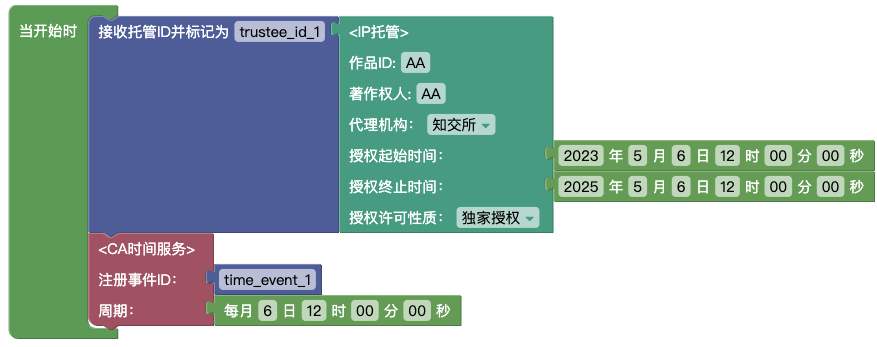 当开始时 接收托管ID并标记为 trustee_id_1 <IP托管>
作品ID: AA
著作权人: AA
代理机构： 知交所
授权起始时间： 2023 年 5 月 6 日 12 时 00 分 00 秒
授权终止时间： 2025 年 5 月 6 日 12 时 00 分 00 秒
授权许可性质： 独家授权
<CA时间服务>
注册事件ID： time_event_1
周期： 每月 6 日 12 时 00 分 00 秒